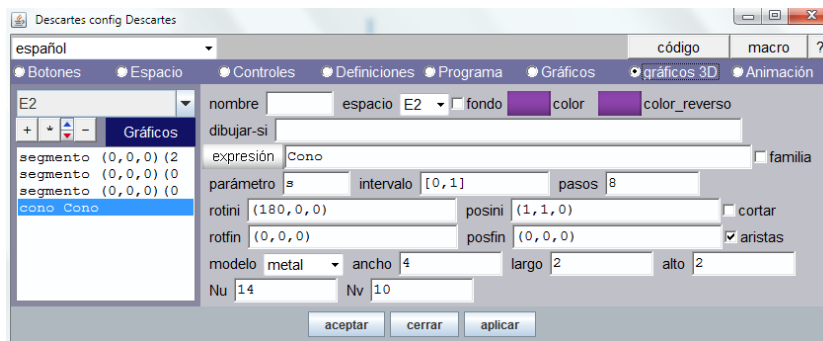 Descartes config Descartes
español código macro ?
Botones Espacio Controles Definiciones Programa Gráficos gráficos 3D Animación
E2 nombre espacio E2 fondo color color_reverso
+ * - Gráficos dibujar-si
segmento (0,0,0)(2 expresión Cono familia
segmento (0,0,0)(0
segmento (0,0,0)(0 parámetro s intervalo [0,1] pasos 8
cono Cono rotini (180,0,0) posini (1,1,0) cortar
rotfin (0,0,0) posfin (0,0,0) aristas
modelo metal ancho 4 largo 2 alto 2
Nu 14 Nv 10
aceptar cerrar aplicar